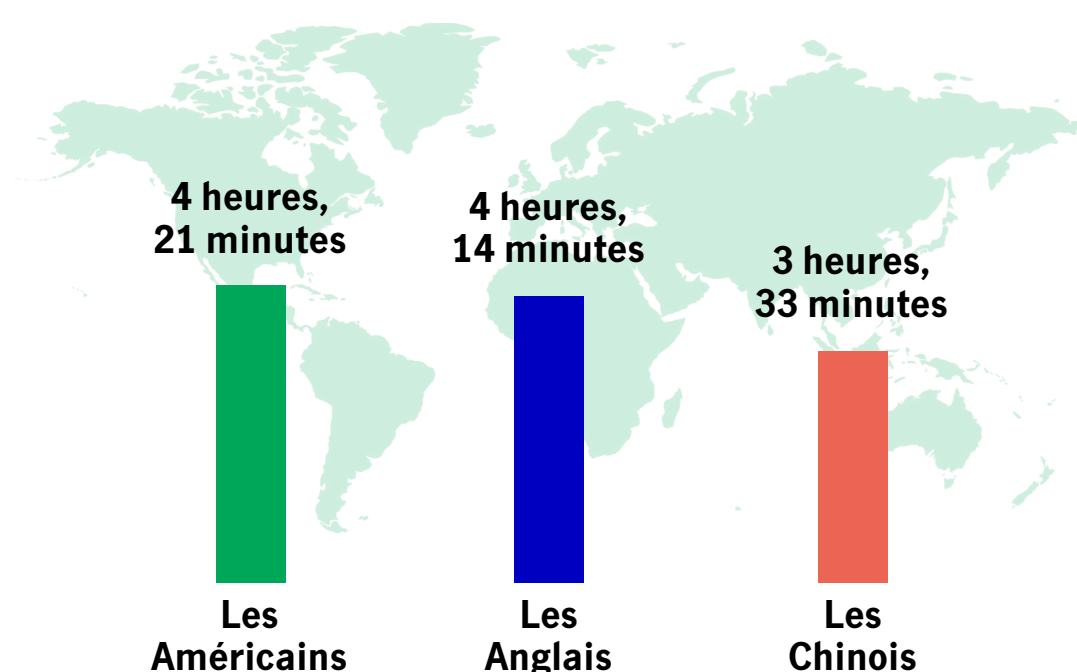 4 heures,
21 minutes
4 heures,
14 minutes
3 heures,
33 minutes
Les
Américains
Les
Anglais
Les
Chinois